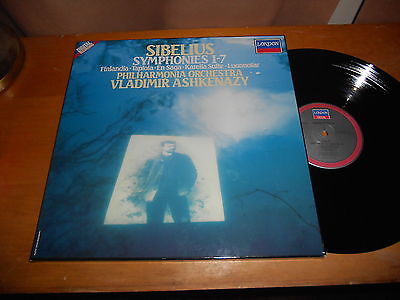 SIBELIUS
SYMPHONIES 1-7
Finlandia · Tapiola · En Saga · Karelia Suite · Luonnotar
PHILHARMONIA ORCHESTRA
VLADIMIR ASHKENAZY
LONDON